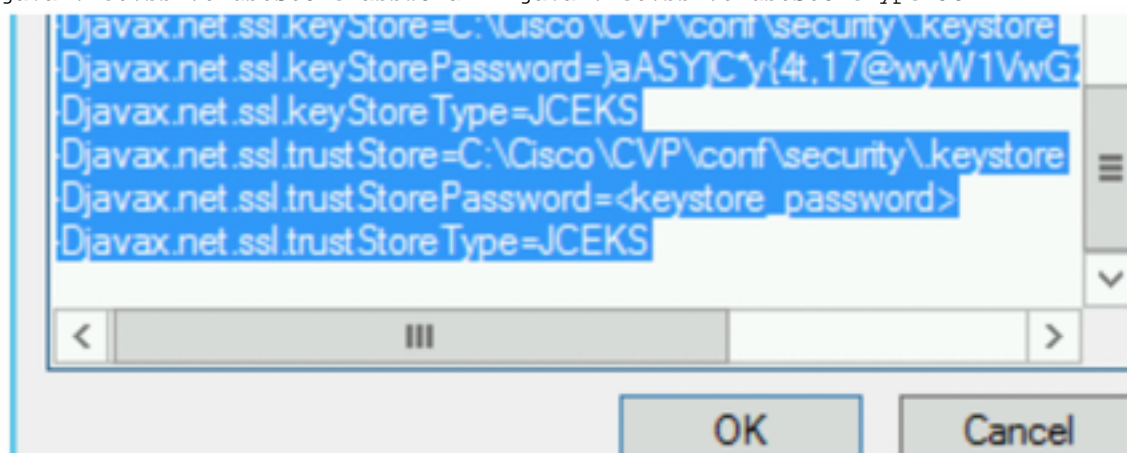 -Djavax.net.ssl.keyStore=C:\Cisco\CVP\conf\security\.keystore
-Djavax.net.ssl.keyStorePassword=)aASY]C*y{4t,17@wyW1VwG
-Djavax.net.ssl.keyStoreType=JCEKS
-Djavax.net.ssl.trustStore=C:\Cisco\CVP\conf\security\.keystore
-Djavax.net.ssl.trustStorePassword=<keystore_password>
-Djavax.net.ssl.trustStoreType=JCEKS
OK Cancel